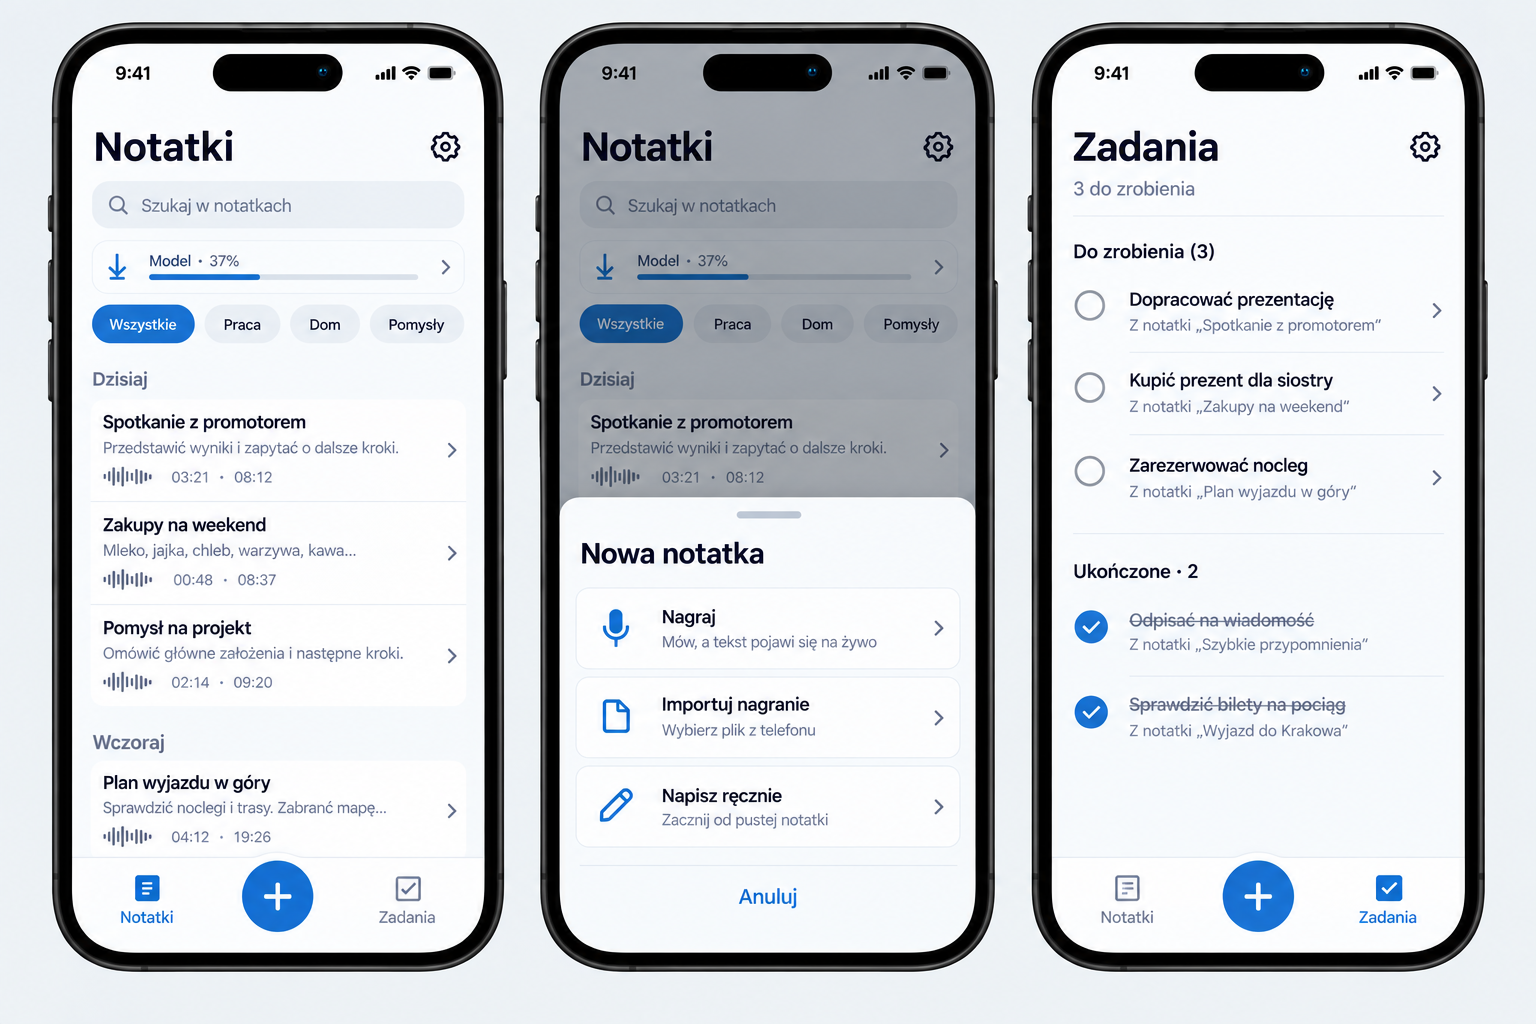 9:41
Notatki
Szukaj w notatkach
Model • 37%
Wszystkie
Praca
Dom
Pomysły
Dzisiaj
Spotkanie z promotorem
Przedstawić wyniki i zapytać o dalsze kroki.
03:21 • 08:12
Zakupy na weekend
Mleko, jajka, chleb, warzywa, kawa...
00:48 • 08:37
Pomysł na projekt
Omówić główne założenia i następne kroki.
02:14 • 09:20
Wczoraj
Plan wyjazdu w góry
Sprawdzić noclegi i trasy. Zabranć mapę...
04:12 • 19:26
Notatki
Zadania
9:41
Notatki
Szukaj w notatkach
Model • 37%
Wszystkie
Praca
Dom
Pomysły
Dzisiaj
Spotkanie z promotorem
Przedstawić wyniki i zapytać o dalsze kroki.
03:21 • 08:12
Nowa notatka
Nagraj
Mów, a tekst pojawi się na żywo
Importuj nagranie
Wybierz plik z telefonu
Napisz ręcznie
Zacznij od pustej notatki
Anuluj
9:41
Zadania
3 do zrobienia
Do zrobienia (3)
Dopracować prezentację
Z notatki „Spotkanie z promotorem”
Kupić prezent dla siostry
Z notatki „Zakupy na weekend”
Zarezerwować nocleg
Z notatki „Plan wyjazdu w góry”
Ukończone • 2
Odpisać na wiadomość
Z notatki „Szybkie przypomnienia”
Sprawdzić bilety na pociąg
Z notatki „Wyjazd do Krakowa”
Notatki
Zadania